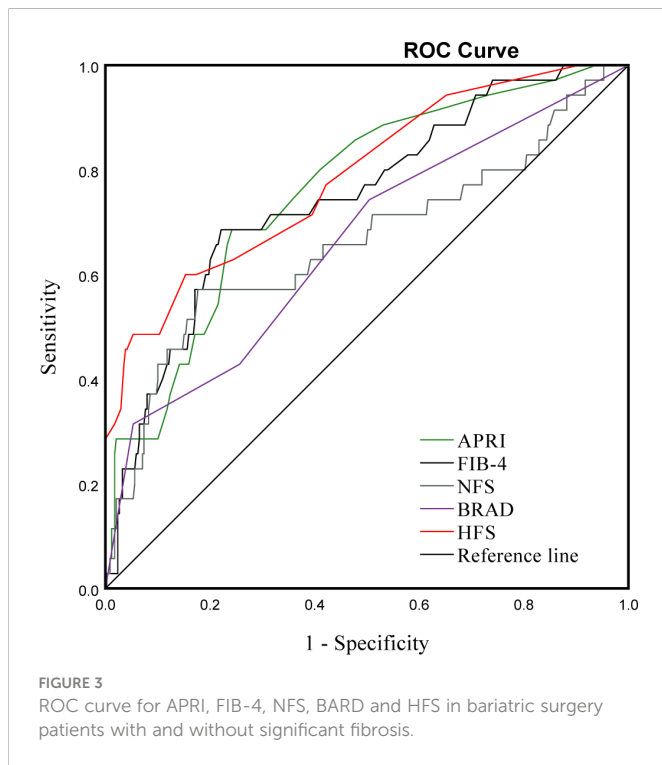 ROC Curve
1.0
0.8
0.6
0.4
0.2
0.0
Sensitivity
APRI
FIB-4
NFS
BRAD
HFS
Reference line
0.0 0.2 0.4 0.6 0.8 1.0
1 - Specificity
FIGURE 3
ROC curve for APRI, FIB-4, NFS, BARD and HFS in bariatric surgery
patients with and without significant fibrosis.